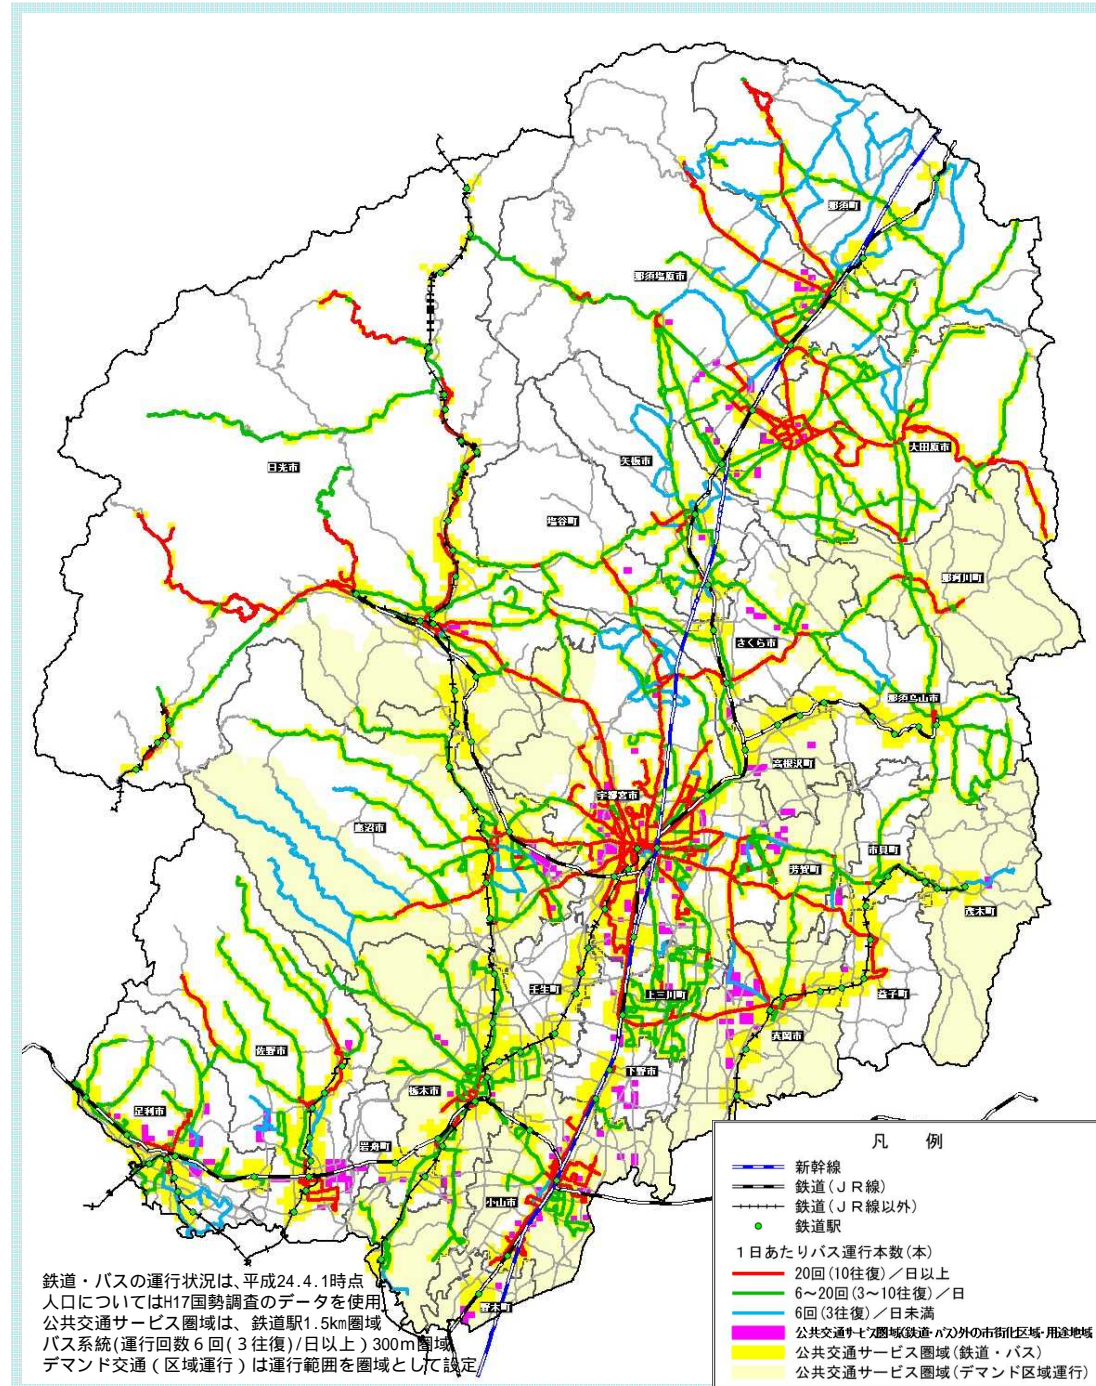 那須町
那須塩原市
大田原市
日光市
矢板市
塩谷町
那珂川町
さくら市
那須烏山市
高根沢町
宇都宮市
鹿沼市
市貝町
芳賀町
茂木町
壬生町
上三川町
益子町
真岡市
佐野市
下野市
栃木市
足利市
岩舟町
小山市
野木町
凡 例
新幹線
鉄道(JR線)
鉄道(JR線以外)
鉄道駅
1日あたりバス運行本数(本)
20回(10往復)/日以上
6~20回(3~10往復)/日
6回(3往復)/日未満
公共交通サービス圏域(鉄道・バス)外の市街化区域・用途地域
公共交通サービス圏域(鉄道・バス)
公共交通サービス圏域(デマンド区域運行)
鉄道・バスの運行状況は、平成24.4.1時点
人口についてはH17国勢調査のデータを使用
公共交通サービス圏域は、鉄道駅1.5km圏域
バス系統(運行回数6回(3往復)/日以上)300m圏域
デマンド交通(区域運行)は運行範囲を圏域として設定